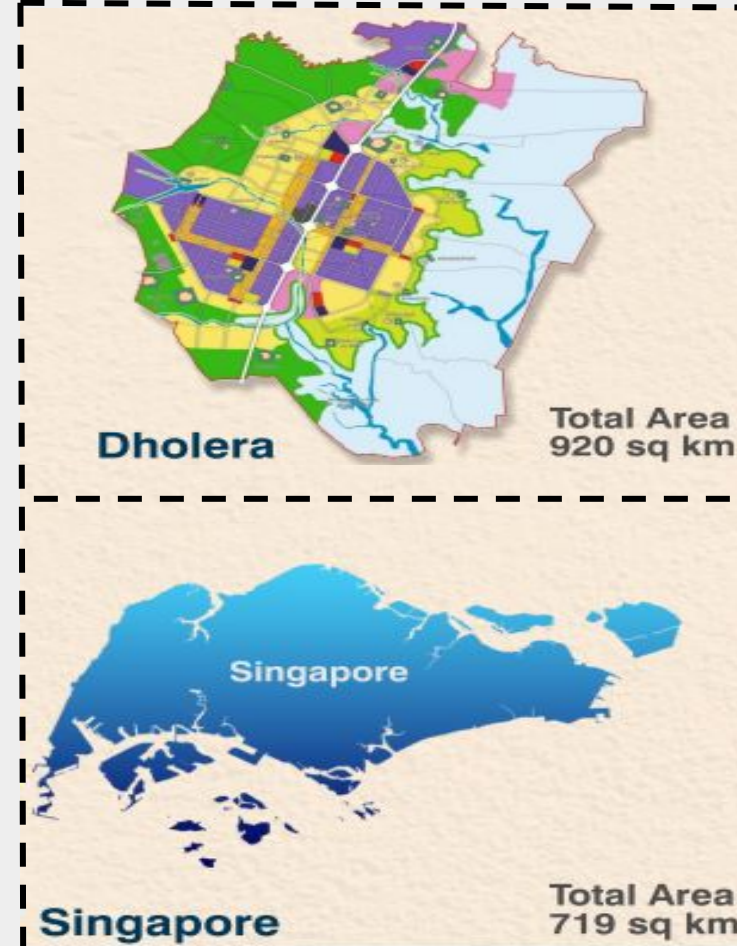 Dholera
Total Area
920 sq km
Singapore
Singapore
Total Area
719 sq km